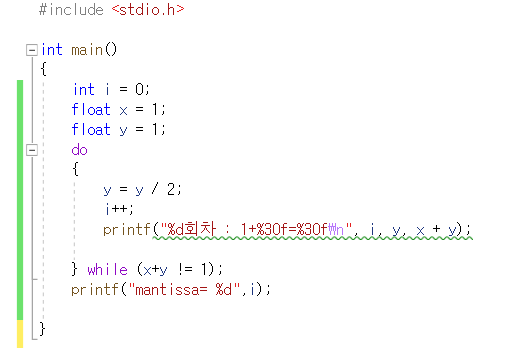 #include <stdio.h>
int main()
{
int i = 0;
float x = 1;
float y = 1;
do
{
y = y / 2;
i++;
printf("%d회차 : 1+%30f=%30f₩n", i, y, x + y);
} while (x+y != 1);
printf("mantissa= %d",i);
}